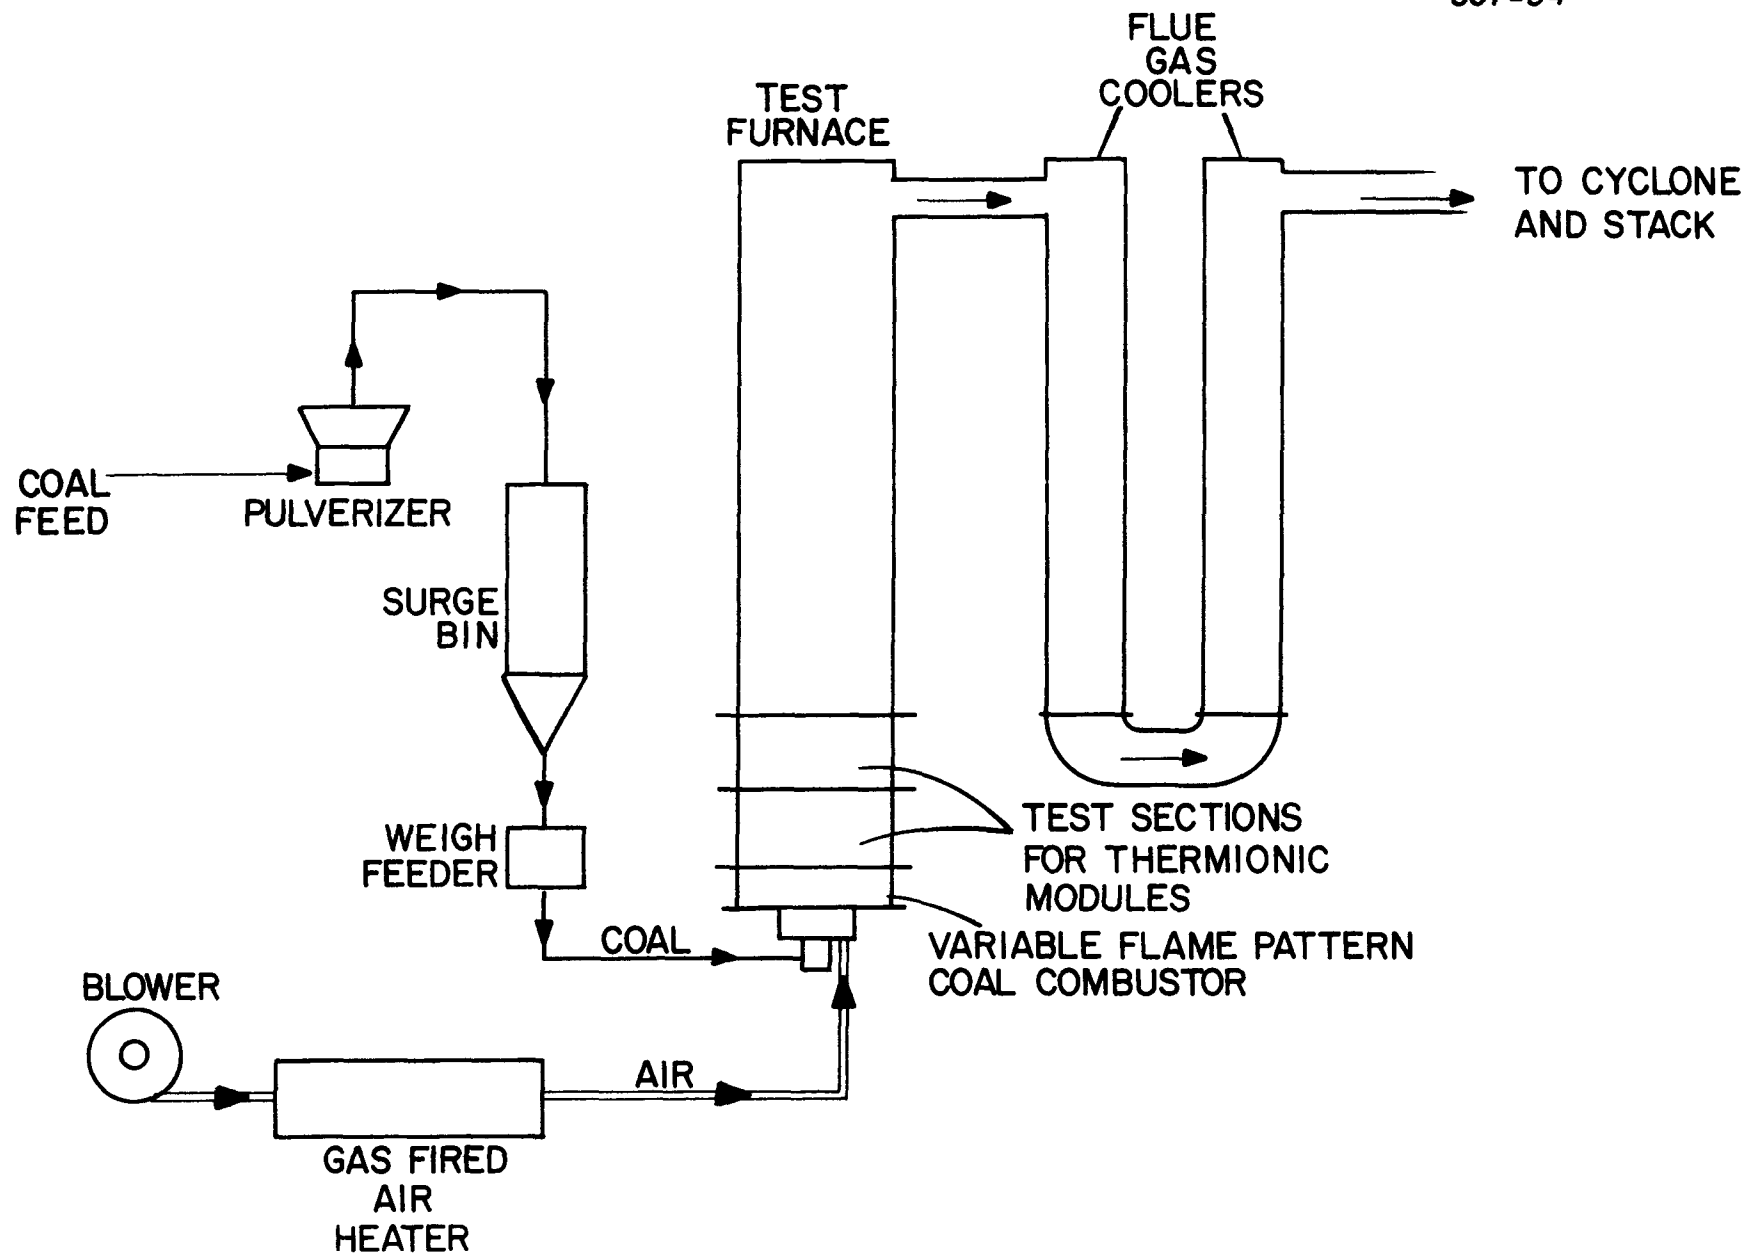 FLUE
GAS
COOLERS
TEST
FURNACE
TO CYCLONE
AND STACK
COAL
FEED
PULVERIZER
SURGE
BIN
WEIGH
FEEDER
TEST SECTIONS
FOR THERMIONIC
MODULES
COAL
VARIABLE FLAME PATTERN
COAL COMBUSTOR
BLOWER
AIR
GAS FIRED
AIR
HEATER